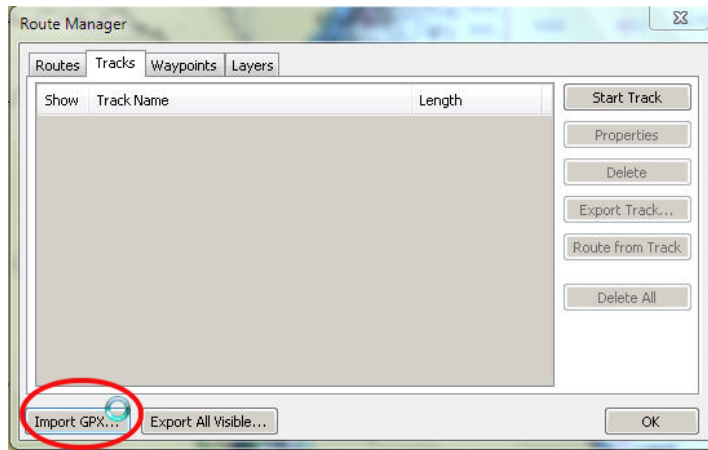 Route Manager
Routes Tracks Waypoints Layers
Show Track Name Length
Start Track
Properties
Delete
Export Track...
Route from Track
Delete All
Import GPX... Export All Visible... OK